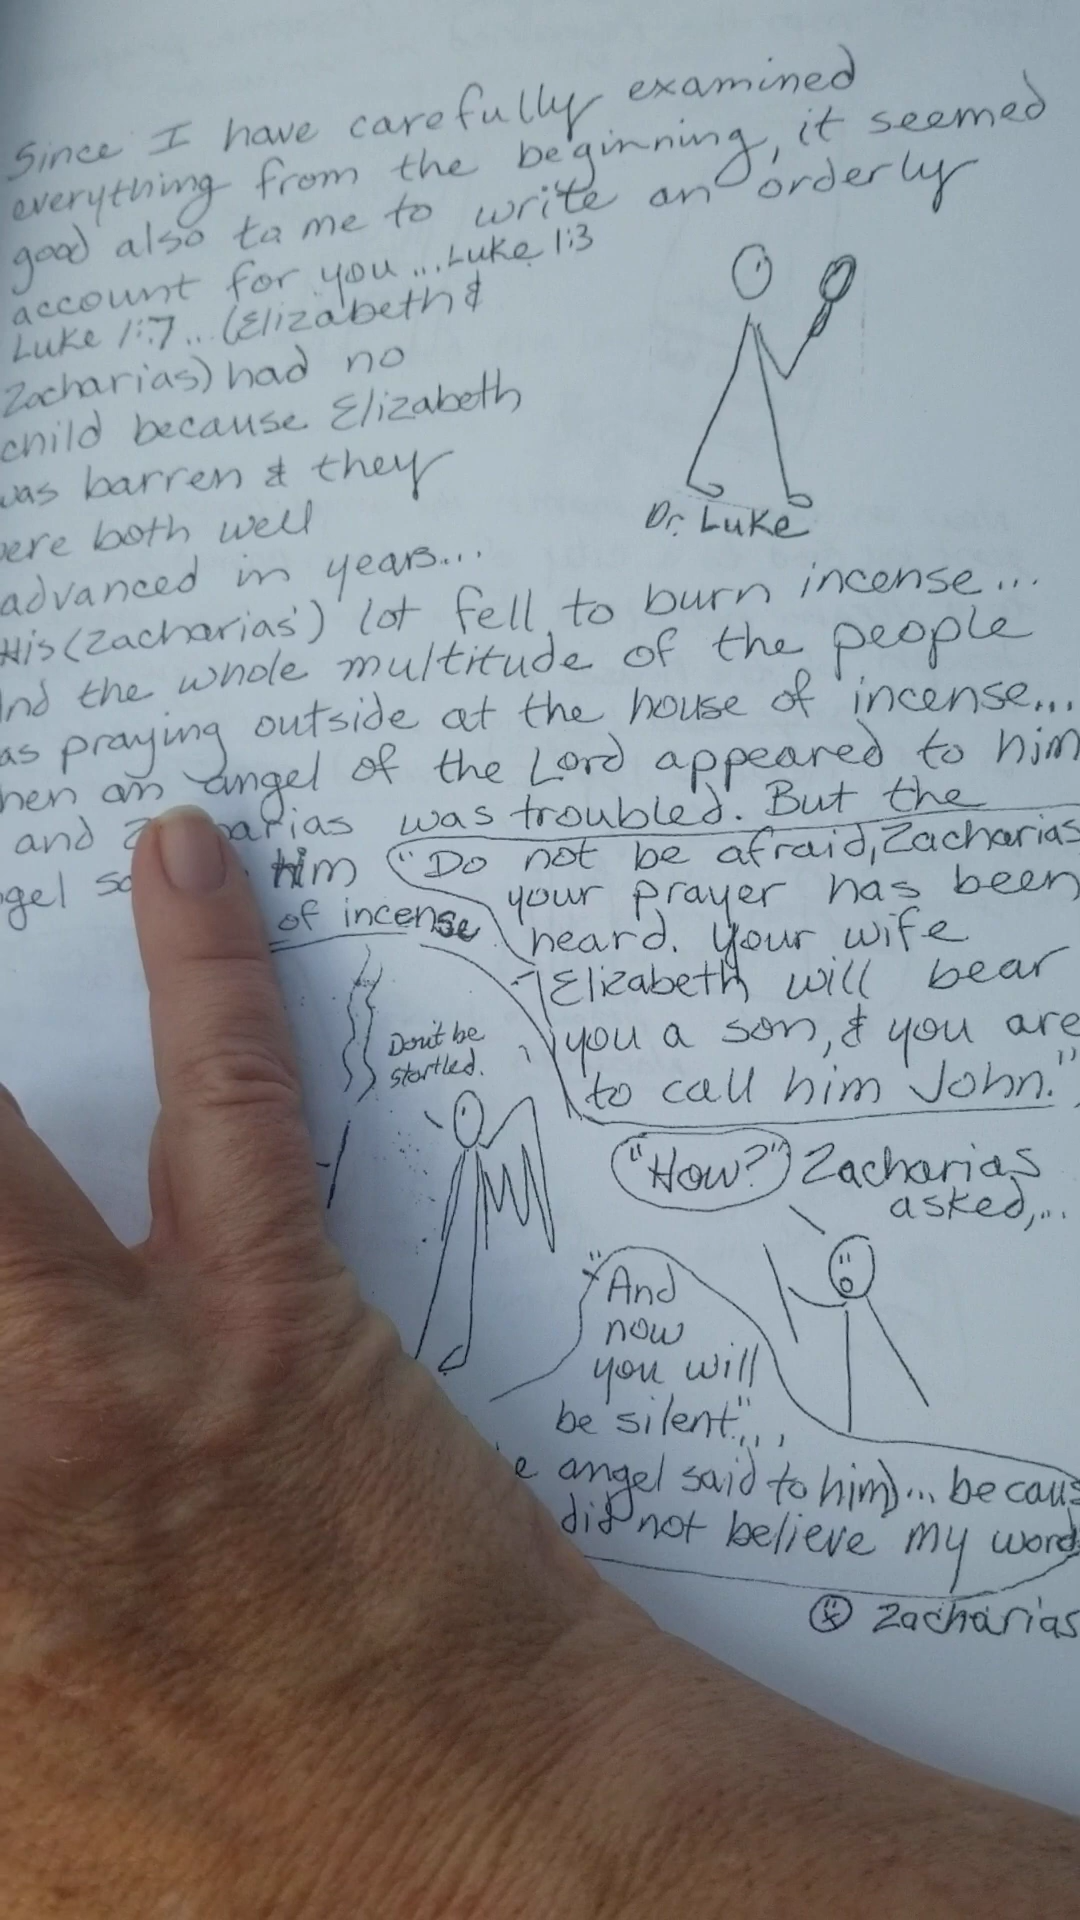 Since I have carefully examined
everything from the beginning, it seemed
good also to me to write an orderly
account for you...Luke 1:3
Luke 1:7...(Elizabeth &
Zacharias) had no
child because Elizabeth
was barren & they
ere both well
advanced in years...
His (Zacharias') lot fell to burn incense...
And the whole multitude of the people
as praying outside at the house of incense...
hen an angel of the Lord appeared to him
and Z arias was troubled. But the
gel him
"Do not be afraid, Zacharias
your prayer has been
heard. Your wife
Elizabeth will bear
you a son, & you are
to call him John."
of incense
Don't be
startled.
"How?" Zacharias
asked,...
"And
now
you will
be silent"...
e angel said to him)... becaus
did not believe my word
Zacharias
Dr. Luke